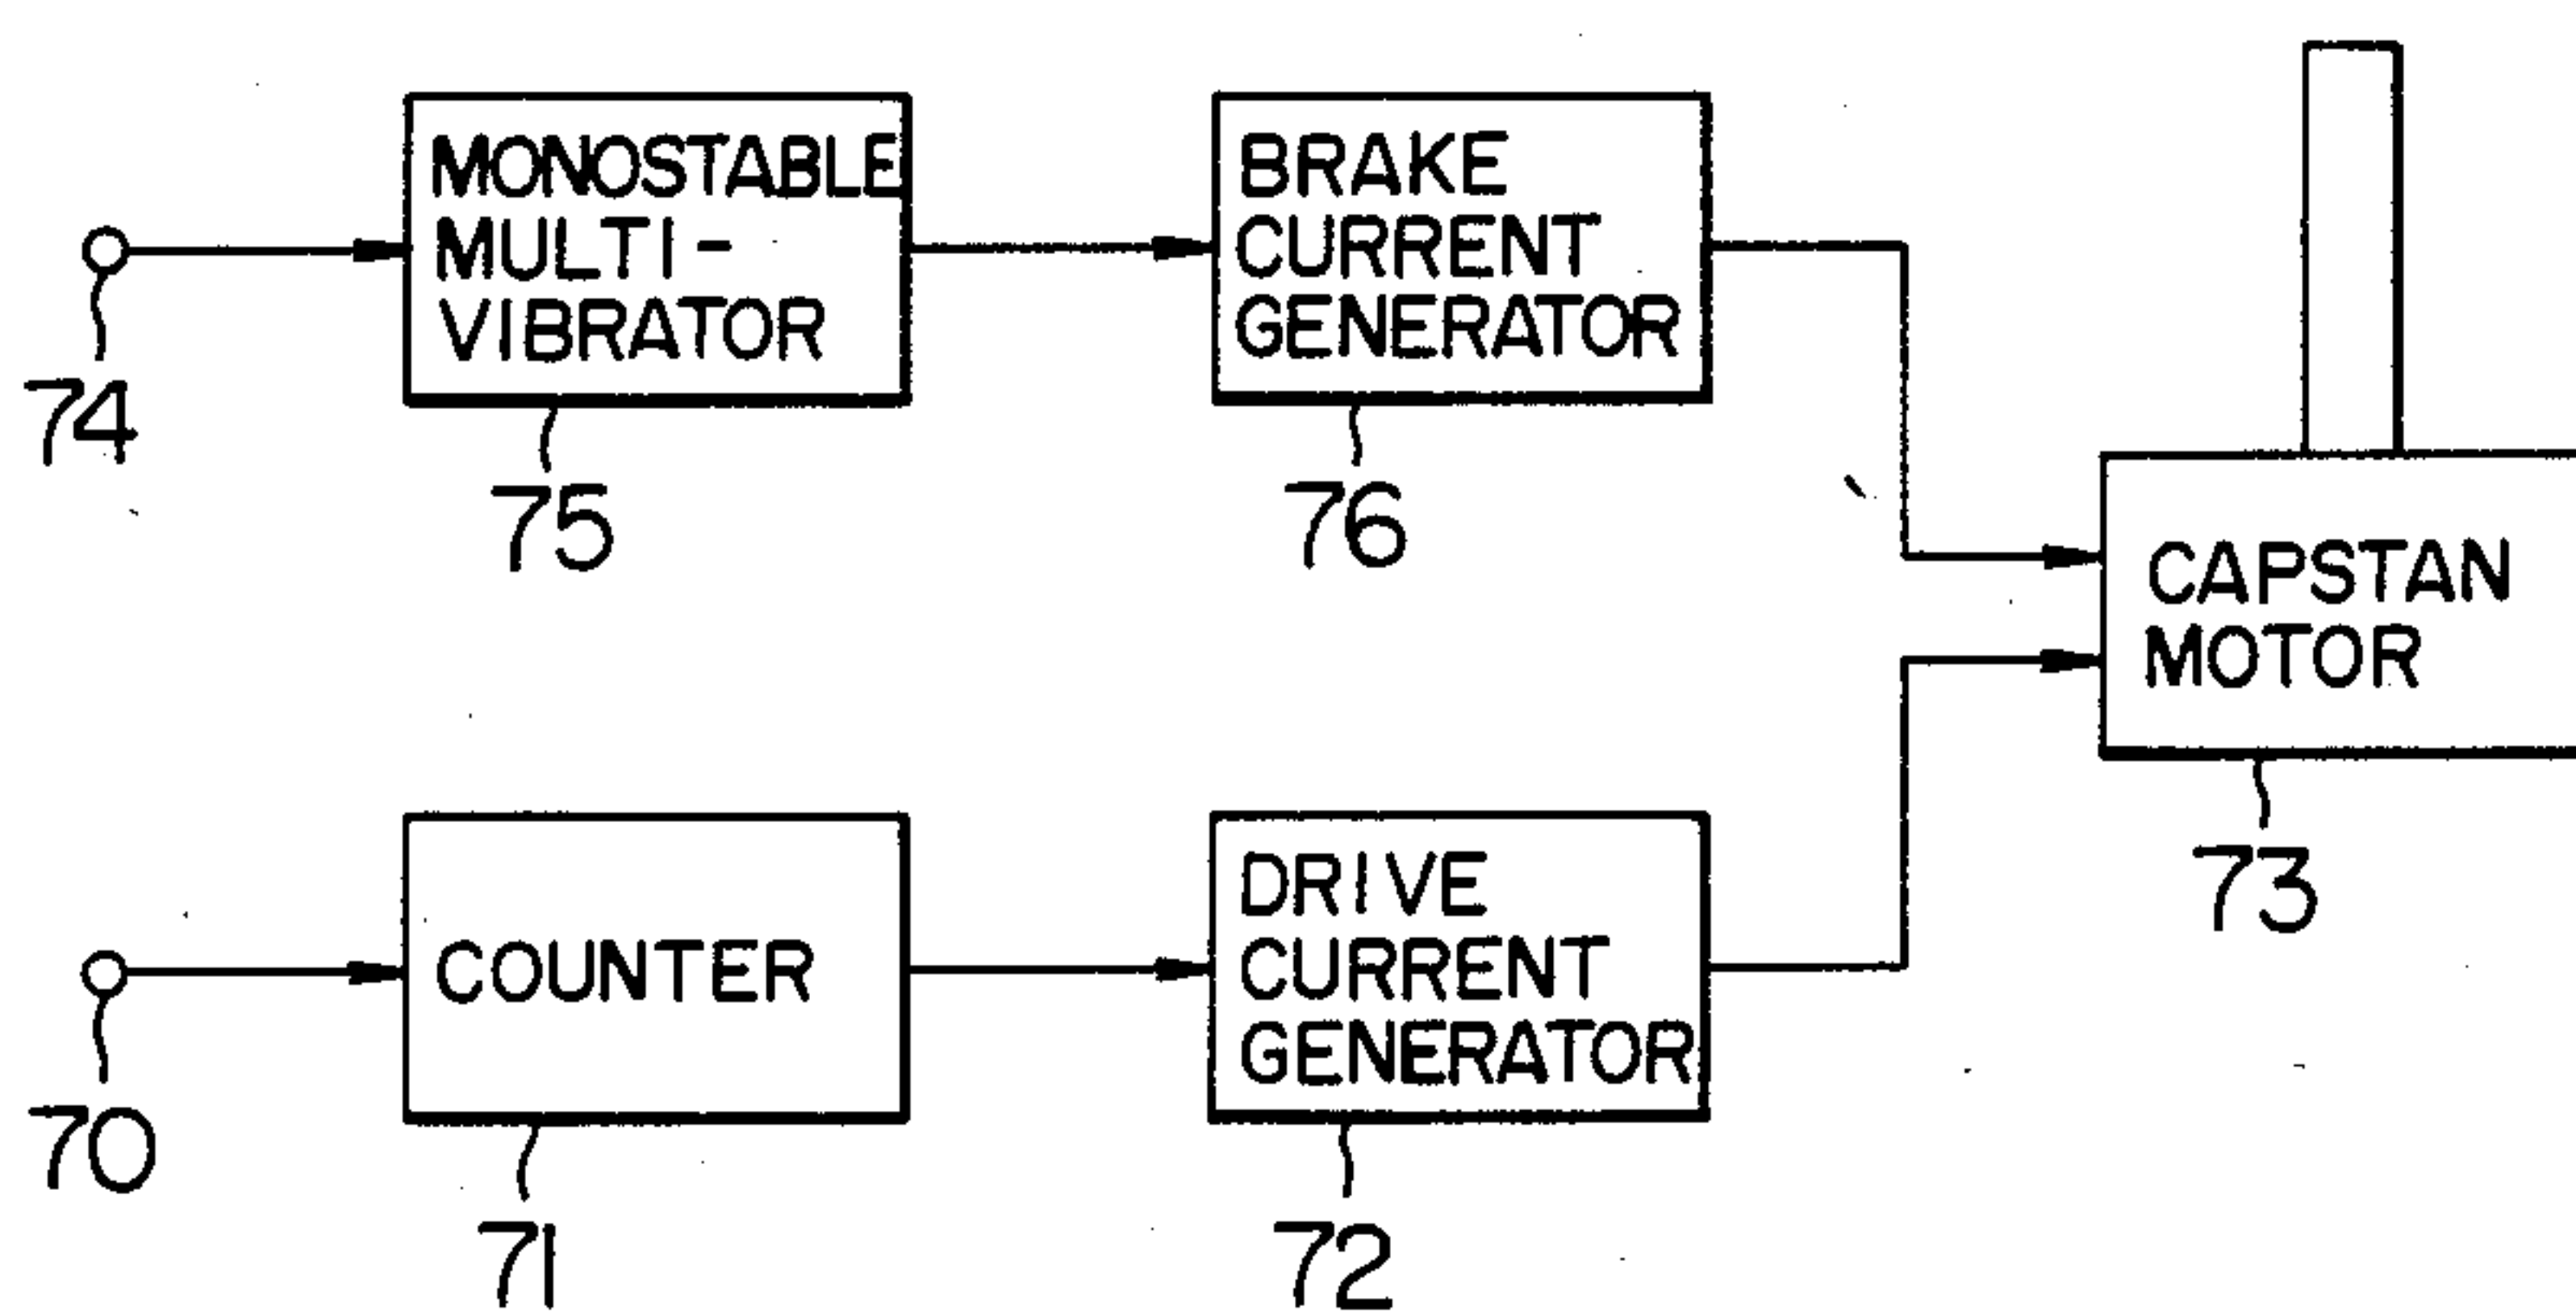 MONOSTABLE
MULTI-
VIBRATOR
BRAKE
CURRENT
GENERATOR
74
75
76
CAPSTAN
MOTOR
73
COUNTER
DRIVE
CURRENT
GENERATOR
70
71
72